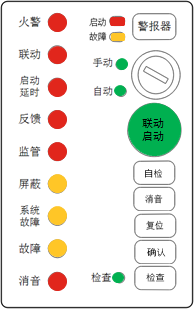 火警
联动
启动
延时
反馈
监管
屏蔽
系统
故障
故障
消音
启动
故障
手动
自动
检查
警报器
联动
启动
自检
消音
复位
确认
检查